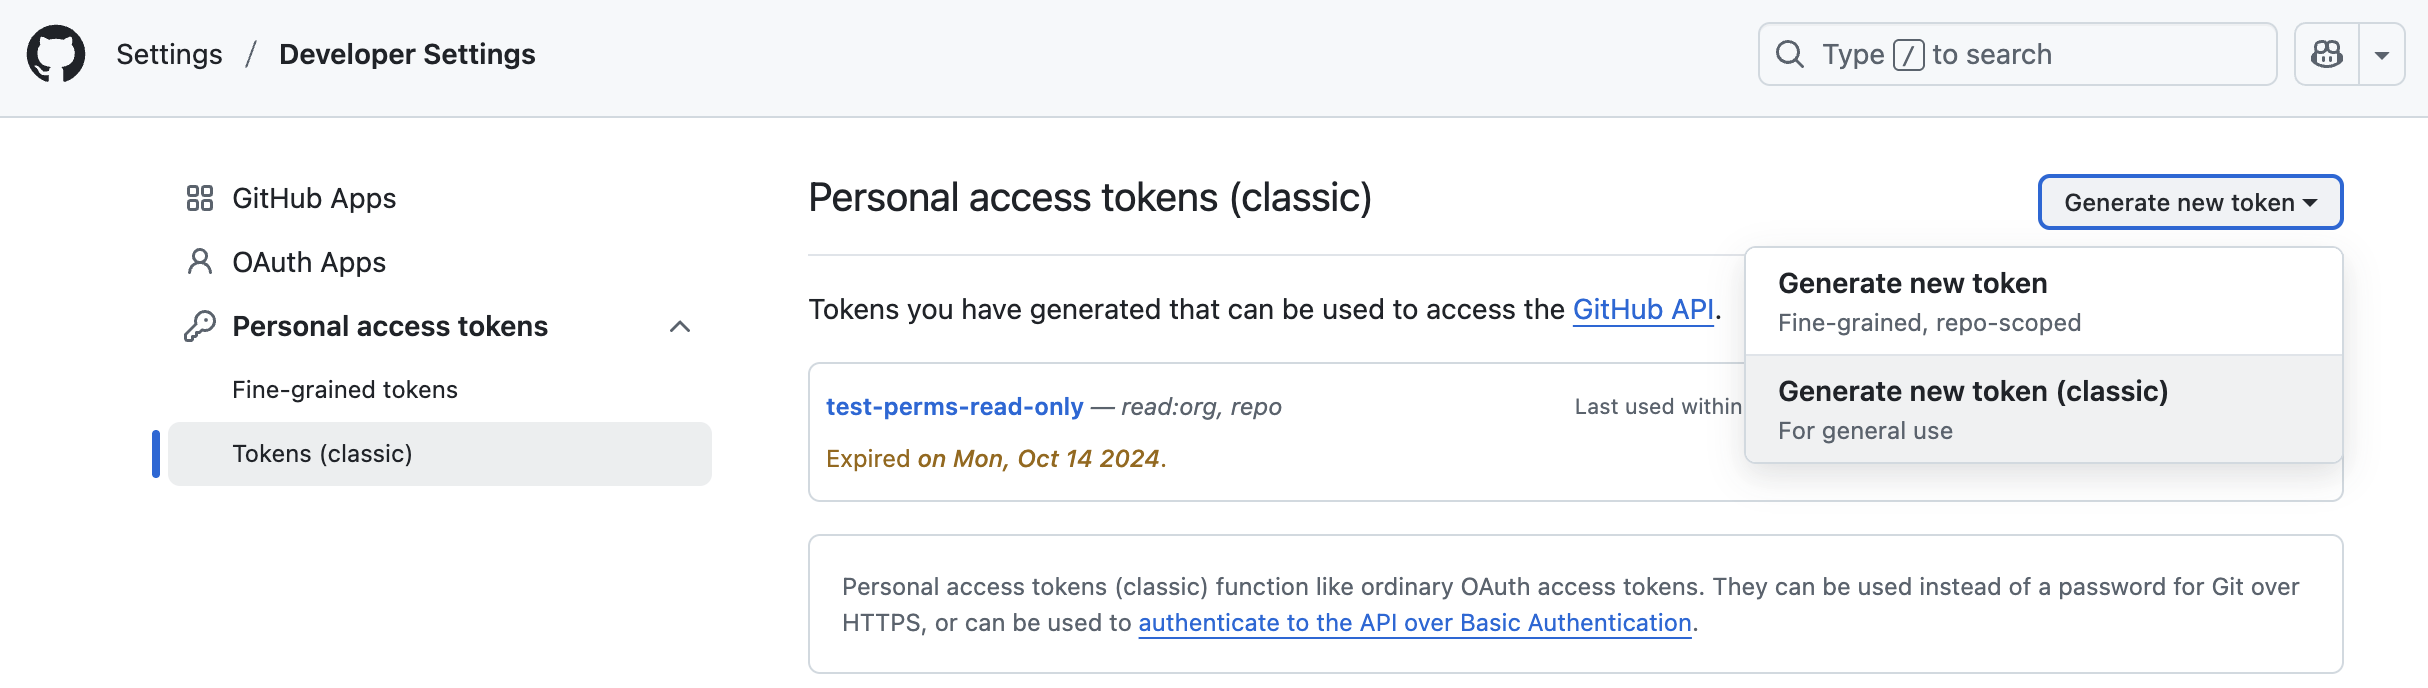 Settings / Developer Settings
Type / to search
GitHub Apps
OAuth Apps
Personal access tokens
Fine-grained tokens
Tokens (classic)
Personal access tokens (classic)
Generate new token
Generate new token
Fine-grained, repo-scoped
Generate new token (classic)
For general use
Tokens you have generated that can be used to access the GitHub API.
test-perms-read-only — read:org, repo
Last used within
Expired on Mon, Oct 14 2024.
Personal access tokens (classic) function like ordinary OAuth access tokens. They can be used instead of a password for Git over
HTTPS, or can be used to authenticate to the API over Basic Authentication.